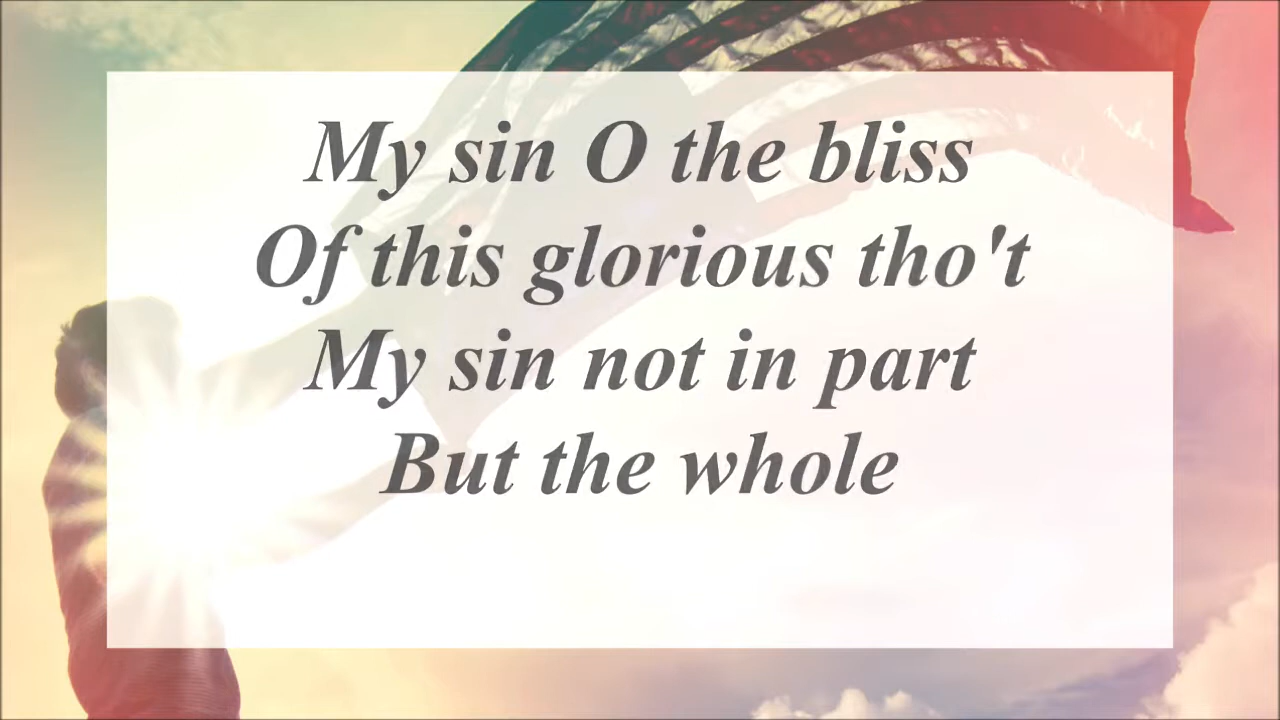 My sin O the bliss
Of this glorious tho't
My sin not in part
But the whole